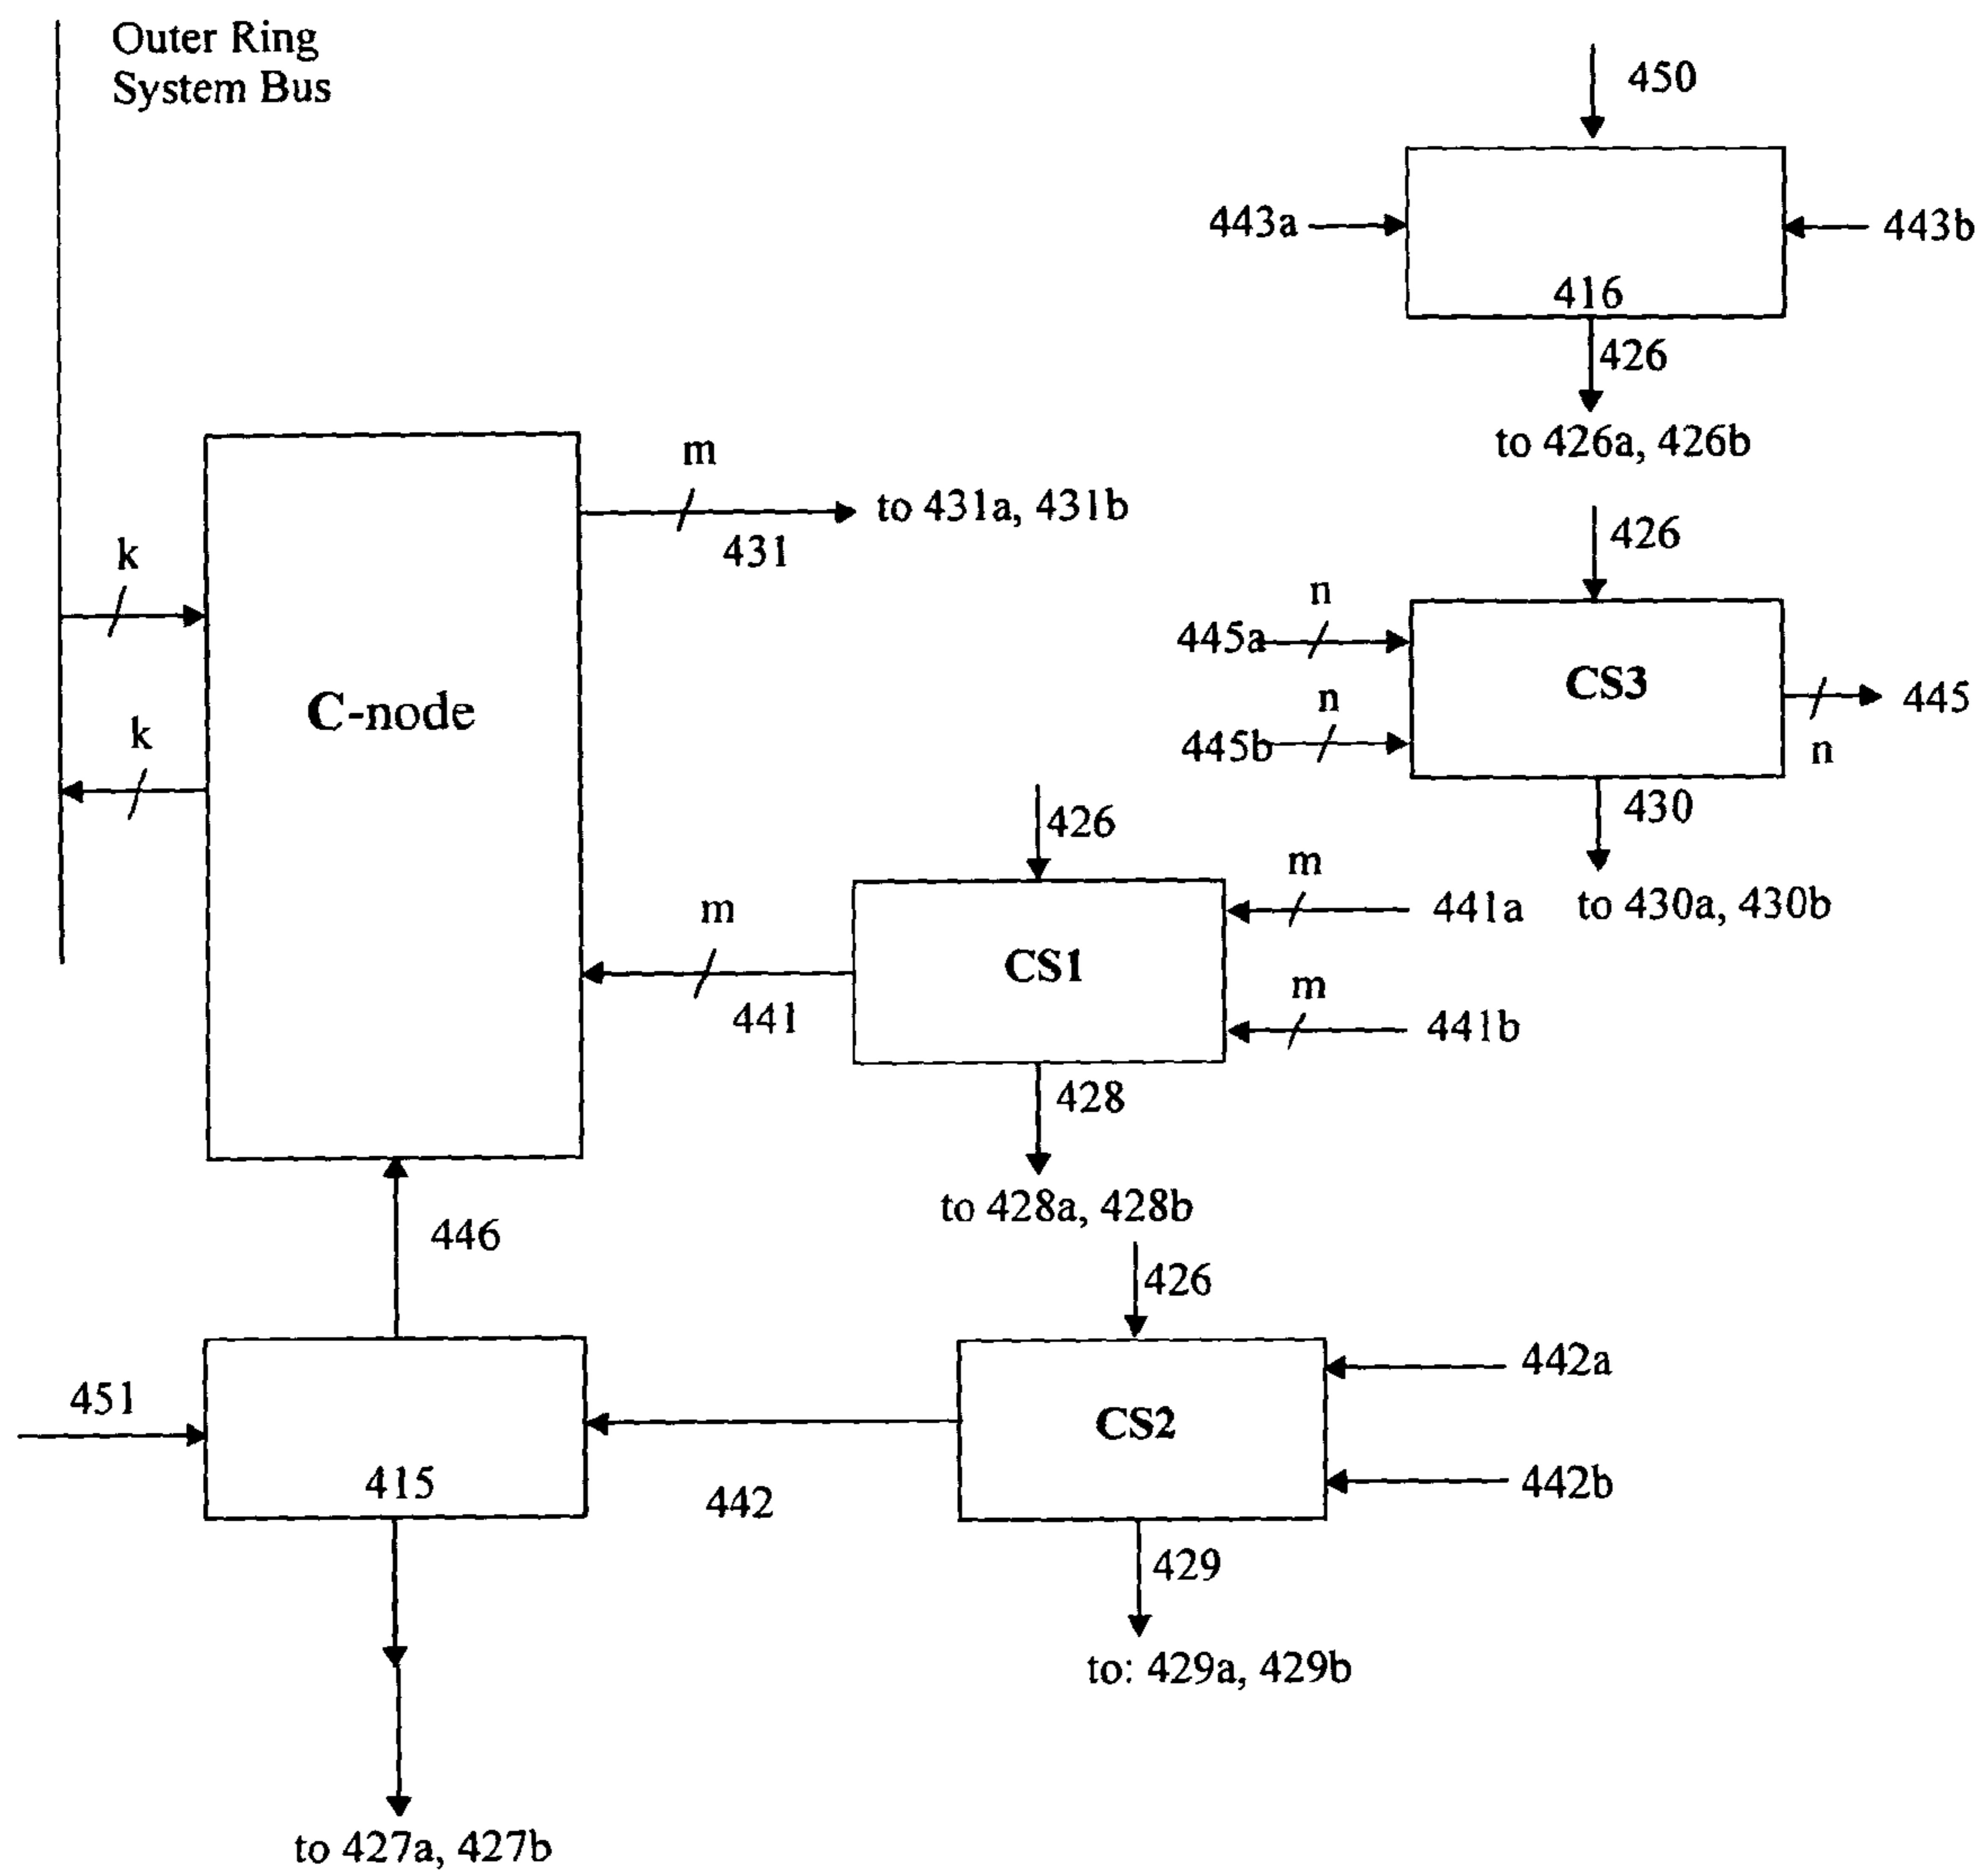 Outer Ring
System Bus
450
443a
443b
416
426
to 426a, 426b
m
to 431a, 431b
431
426
k
n
445a
CS3
445
C-node
n
445b
n
k
430
426
m
441a
to 430a, 430b
m
CS1
441
m
441b
428
to 428a, 428b
446
426
442a
451
CS2
415
442
442b
429
to: 429a, 429b
to 427a, 427b